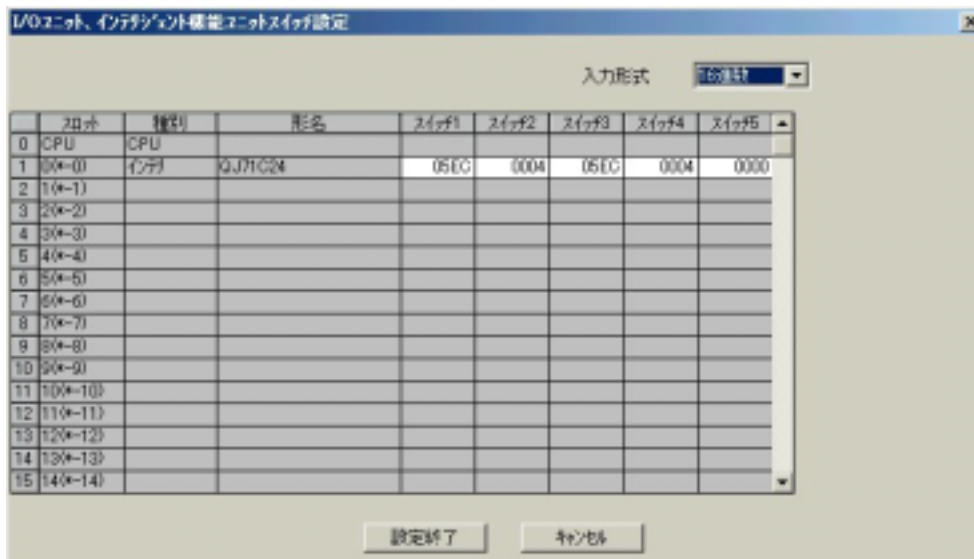 I/Oユニット、インテリジェント機能ユニットスイッチ設定
入力形式 16進数
スロット 種別 形名 スイッチ1 スイッチ2 スイッチ3 スイッチ4 スイッチ5
0 CPU CPU
1 0(*-0) インテリ QJ71C24 05EC 0004 05EC 0004 0000
2 1(*-1)
3 2(*-2)
4 3(*-3)
5 4(*-4)
6 5(*-5)
7 6(*-6)
8 7(*-7)
9 8(*-8)
10 9(*-9)
11 10(*-10)
12 11(*-11)
13 12(*-12)
14 13(*-13)
15 14(*-14)
設定終了 キャンセル